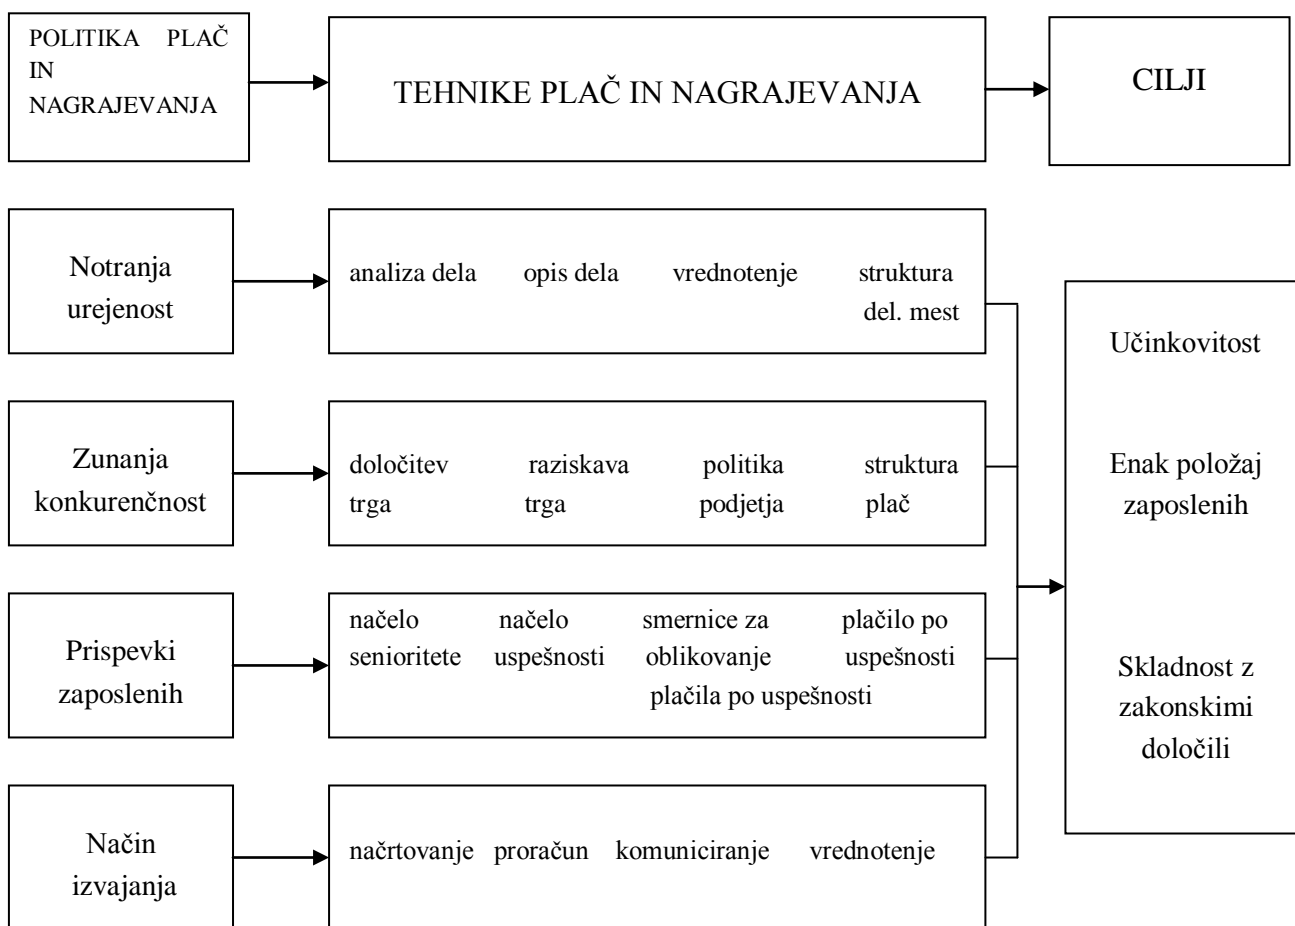 POLITIKA PLAČ
IN
NAGRAJEVANJA
TEHNIKE PLAČ IN NAGRAJEVANJA
CILJI
Notranja
urejenost
analiza dela opis dela vrednotenje struktura
del. mest
Zunanja
konkurenčnost
določitev raziskava politika struktura
trga trga podjetja plač
Prispevki
zaposlenih
načelo načelo smernice za plačilo po
senioritete uspešnosti oblikovanje uspešnosti
plačila po uspešnosti
Način
izvajanja
načrtovanje proračun komuniciranje vrednotenje
Učinkovitost
Enak položaj
zaposlenih
Skladnost z
zakonskimi
določili